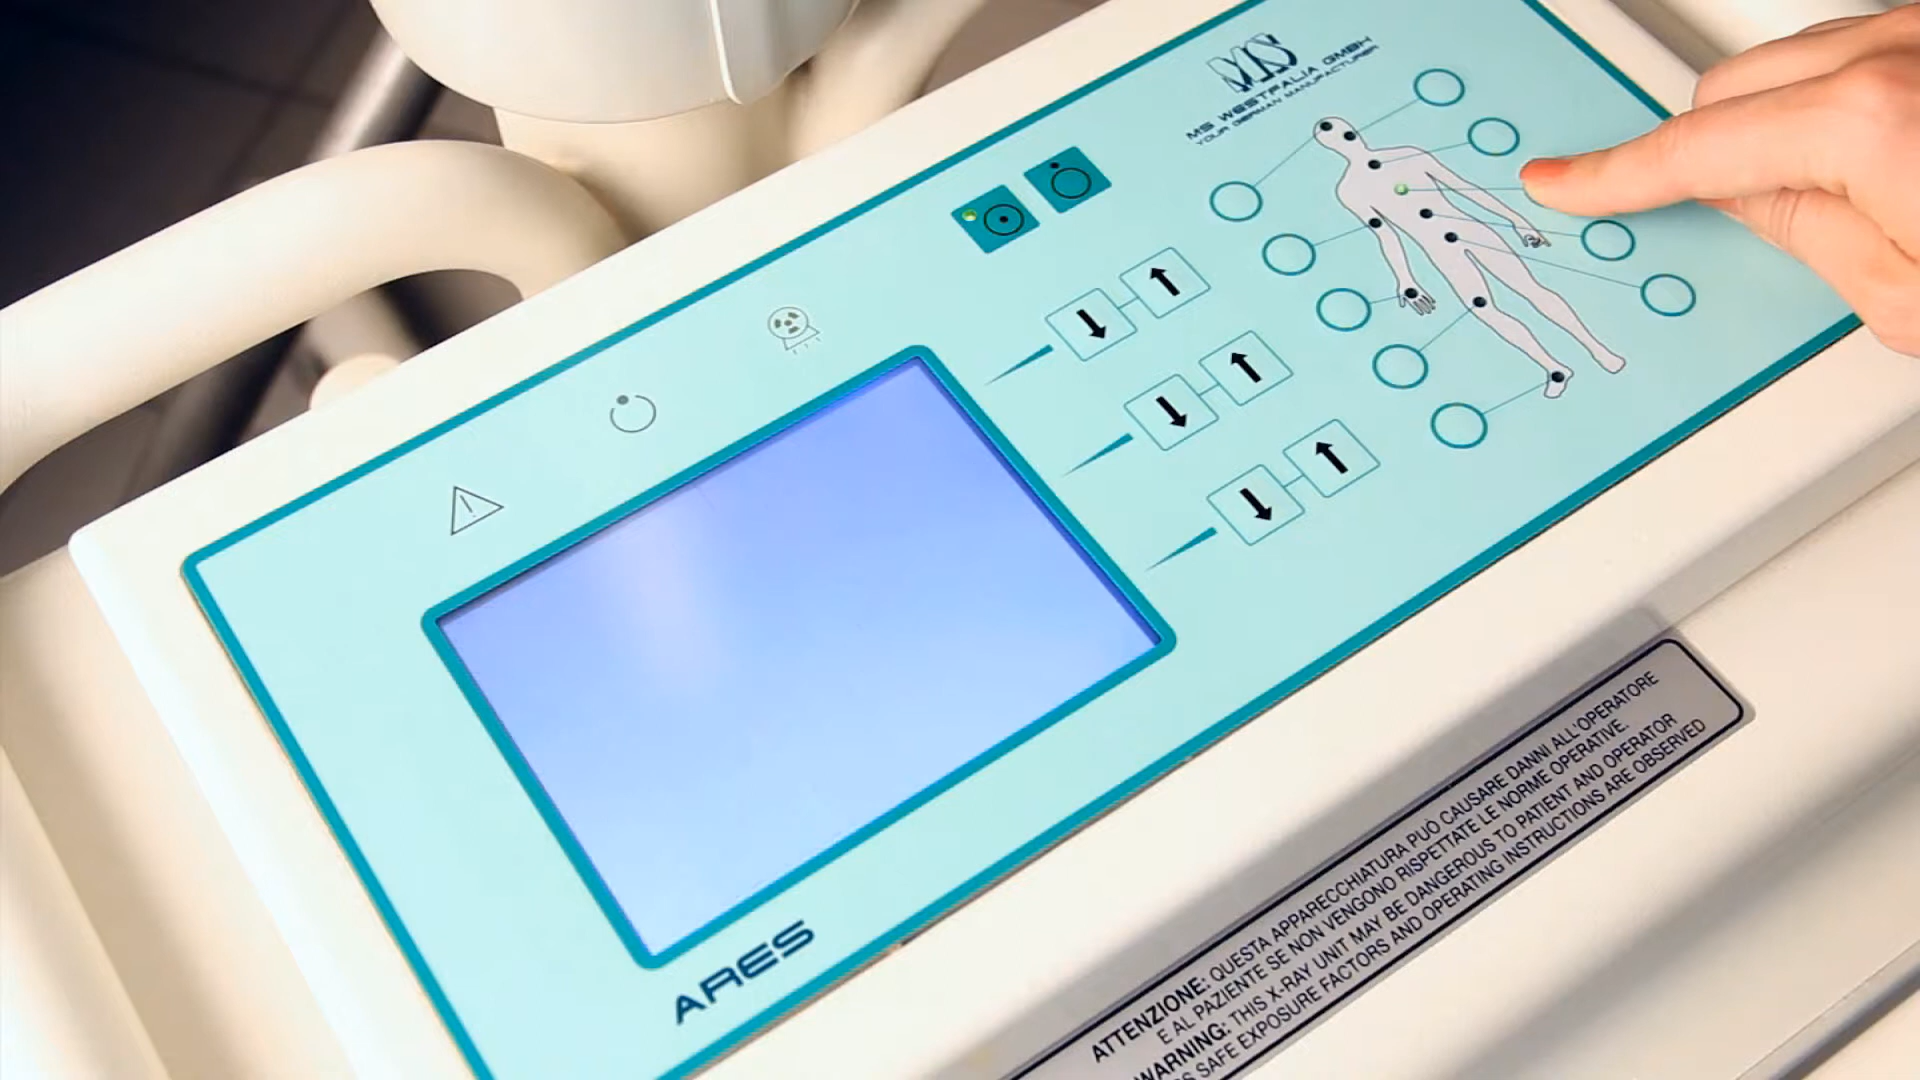 MS
MS WESTFALIA GMBH
YOUR GERMAN MANUFACTURER
ARES
ATTENZIONE: QUESTA APPARECCHIATURA PUÒ CAUSARE DANNI ALL'OPERATORE
E AL PAZIENTE SE NON VENGONO RISPETTATE LE NORME OPERATIVE.
WARNING: THIS X-RAY UNIT MAY BE DANGEROUS TO PATIENT AND OPERATOR
SAFE EXPOSURE FACTORS AND OPERATING INSTRUCTIONS ARE OBSERVED